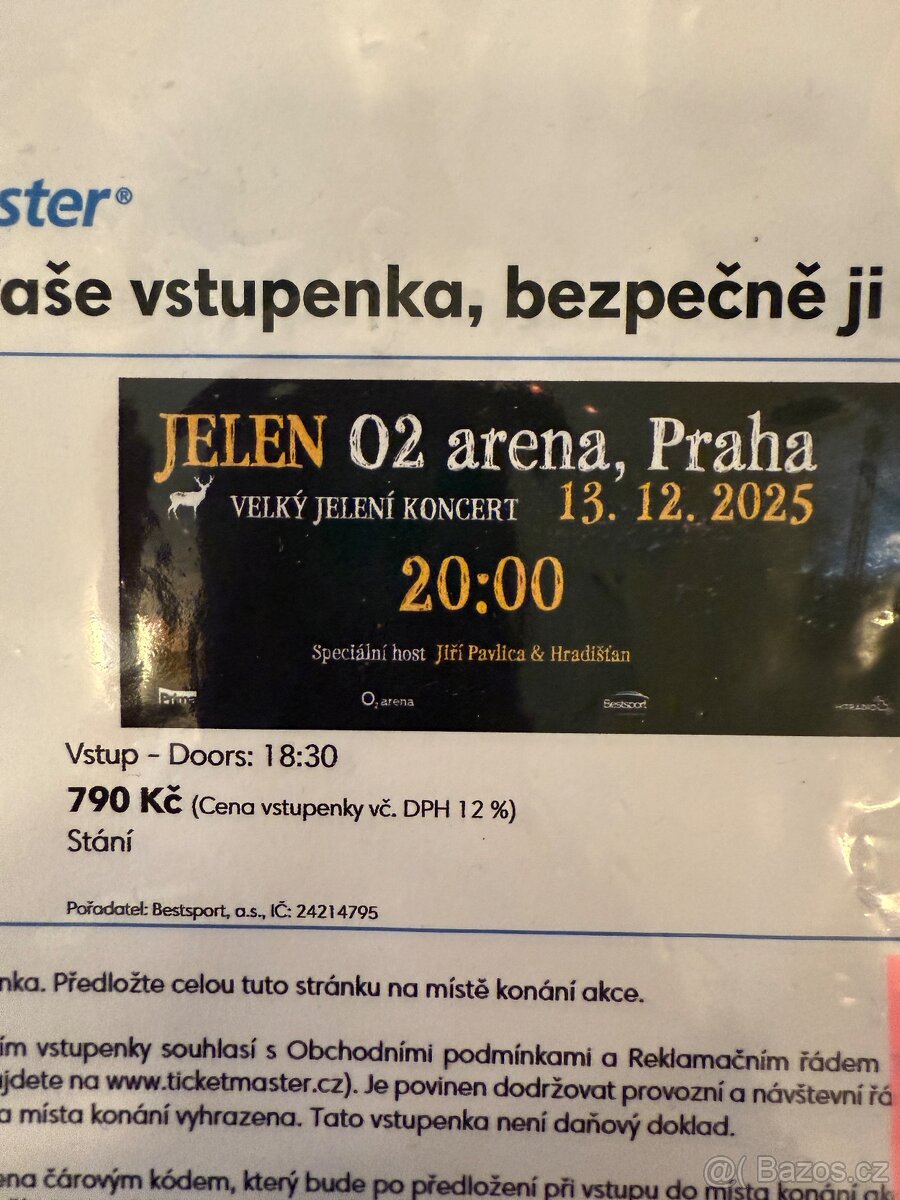 ster®
vaše vstupenka, bezpečně ji
JELEN O2 arena, Praha
VELKÝ JELENÍ KONCERT 13. 12. 2025
20:00
Speciální host Jiří Pavlica & Hradišťan
O2 arena Bestsport
Vstup - Doors: 18:30
790 Kč (Cena vstupenky vč. DPH 12 %)
Stání
Pořadatel: Bestsport, a.s., IČ: 24214795
nka. Předložte celou tuto stránku na místě konání akce.
ím vstupenky souhlasí s Obchodními podmínkami a Reklamačním řádem
jdete na www.ticketmaster.cz). Je povinen dodržovat provozní a návštevní řá
a místa konání vyhrazena. Tato vstupenka není daňový doklad.
ena čárovým kódem, který bude po předložení při vstupu do místa konání
Bazos.cz